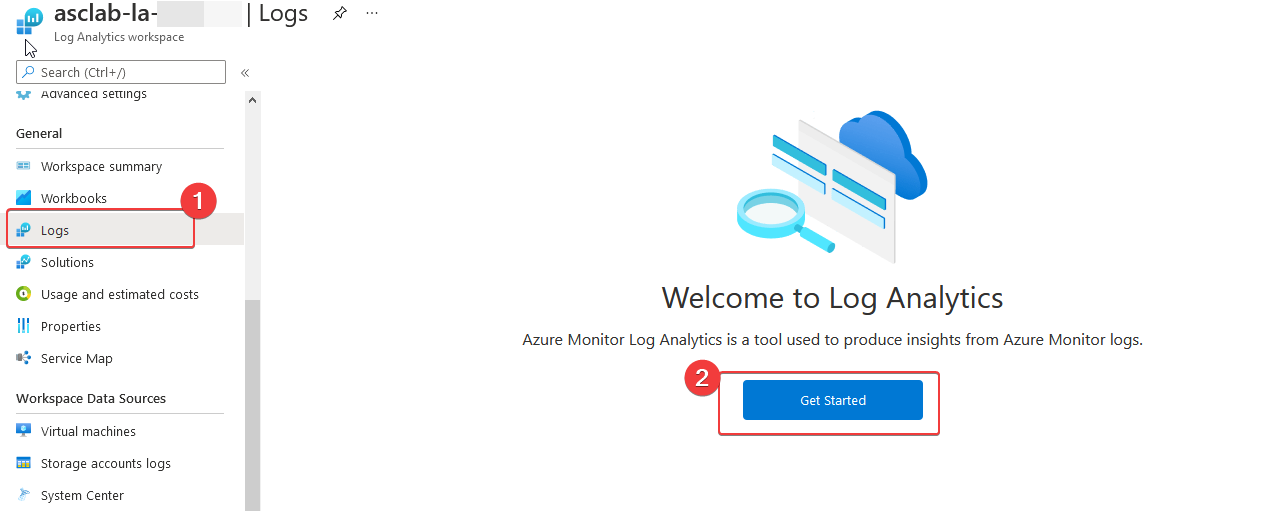 asclab-la- | Logs
Log Analytics workspace
Search (Ctrl+/)
Advanced settings
General
Workspace summary
Workbooks
1
Logs
Solutions
Usage and estimated costs
Properties
Service Map
Workspace Data Sources
Virtual machines
Storage accounts logs
System Center
Welcome to Log Analytics
Azure Monitor Log Analytics is a tool used to produce insights from Azure Monitor logs.
2
Get Started